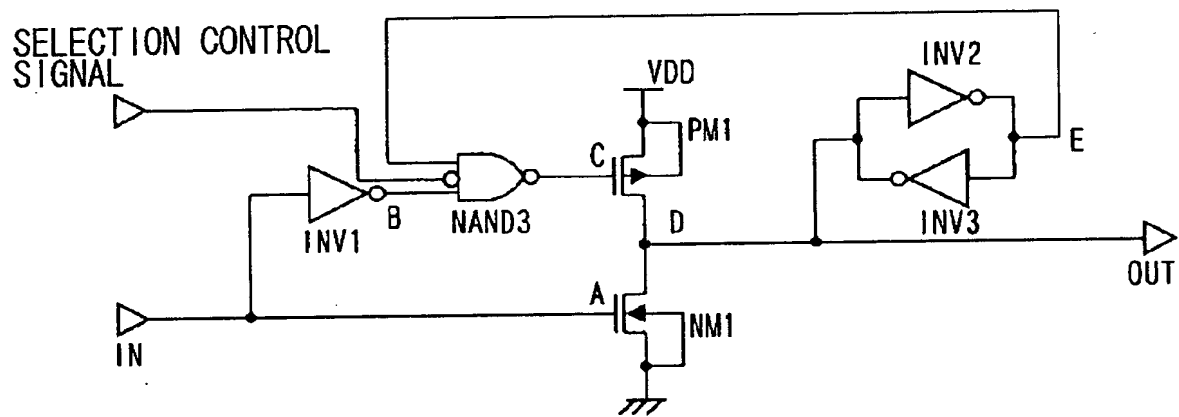 SELECTION CONTROL
SIGNAL
INV2
VDD
PM1
C
E
B
INV1
NAND3
D
INV3
OUT
A
NM1
IN